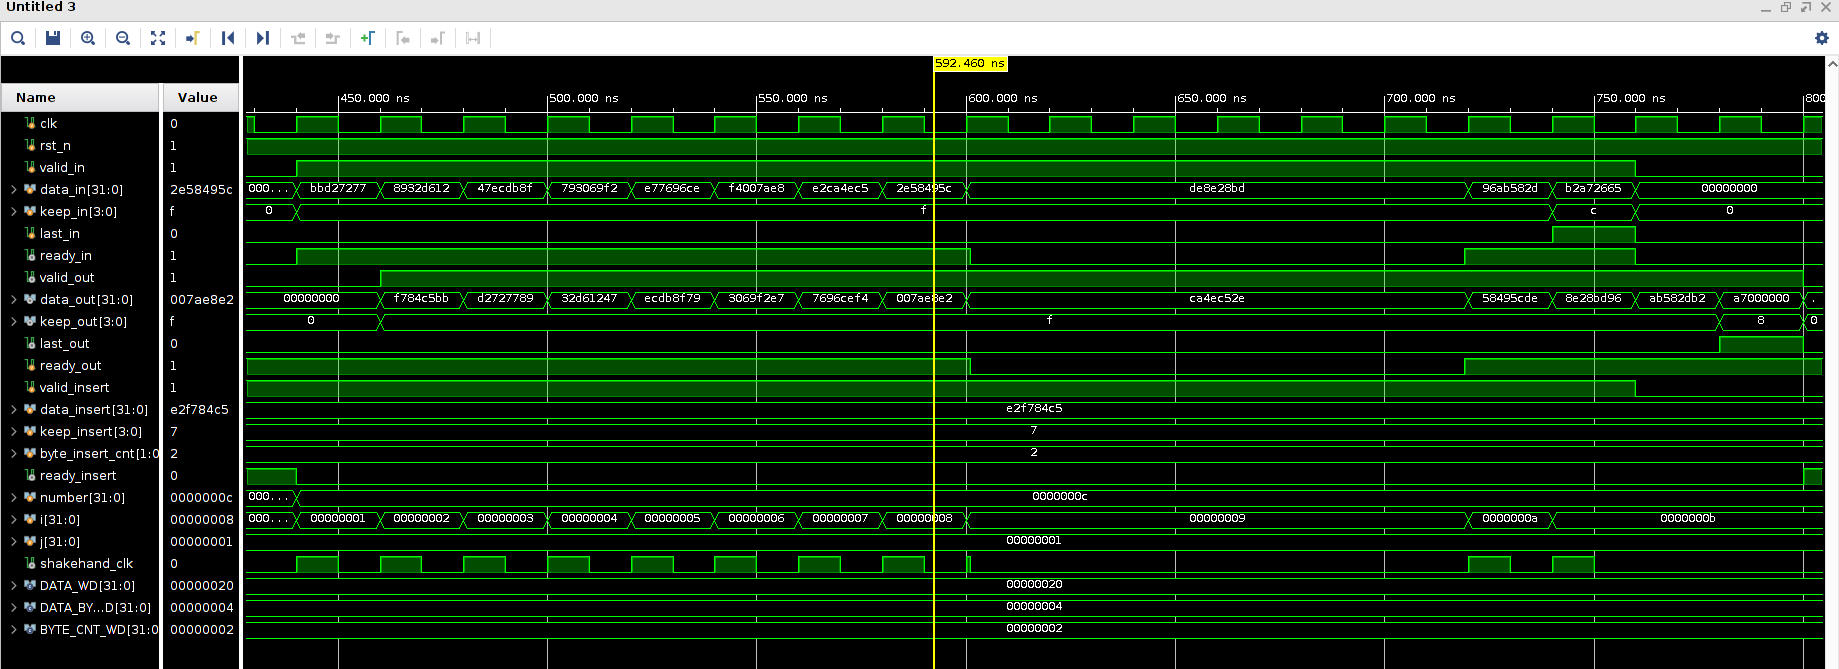 Untitled 3
592.460 ns
Name Value
450.000 ns 500.000 ns 550.000 ns 600.000 ns 650.000 ns 700.000 ns 750.000 ns 800
clk 0
rst_n 1
valid_in 1
data_in[31:0] 2e58495c 000... bbd27277 8932d612 47ecdb8f 793069f2 e77696ce f4007ae8 e2ca4ec5 2e58495c de8e28bd 96ab582d b2a72665 00000000
keep_in[3:0] f 0 f c 0
last_in 0
ready_in 1
valid_out 1
data_out[31:0] 007ae8e2 00000000 f784c5bb d2727789 32d61247 ecdb8f79 3069f2e7 7696cef4 007ae8e2 ca4ec52e 58495cde 8e28bd96 ab582db2 a7000000 .
keep_out[3:0] f 0 f 8 0
last_out 0
ready_out 1
valid_insert 1
data_insert[31:0] e2f784c5 e2f784c5
keep_insert[3:0] 7 7
byte_insert_cnt[1:0 2 2
ready_insert 0
number[31:0] 0000000c 000... 0000000c
i[31:0] 00000008 000... 00000001 00000002 00000003 00000004 00000005 00000006 00000007 00000008 00000009 0000000a 0000000b
j[31:0] 00000001 00000001
shakehand_clk 0
DATA_WD[31:0] 00000020 00000020
DATA_BY...D[31:0] 00000004 00000004
BYTE_CNT_WD[31:0 00000002 00000002